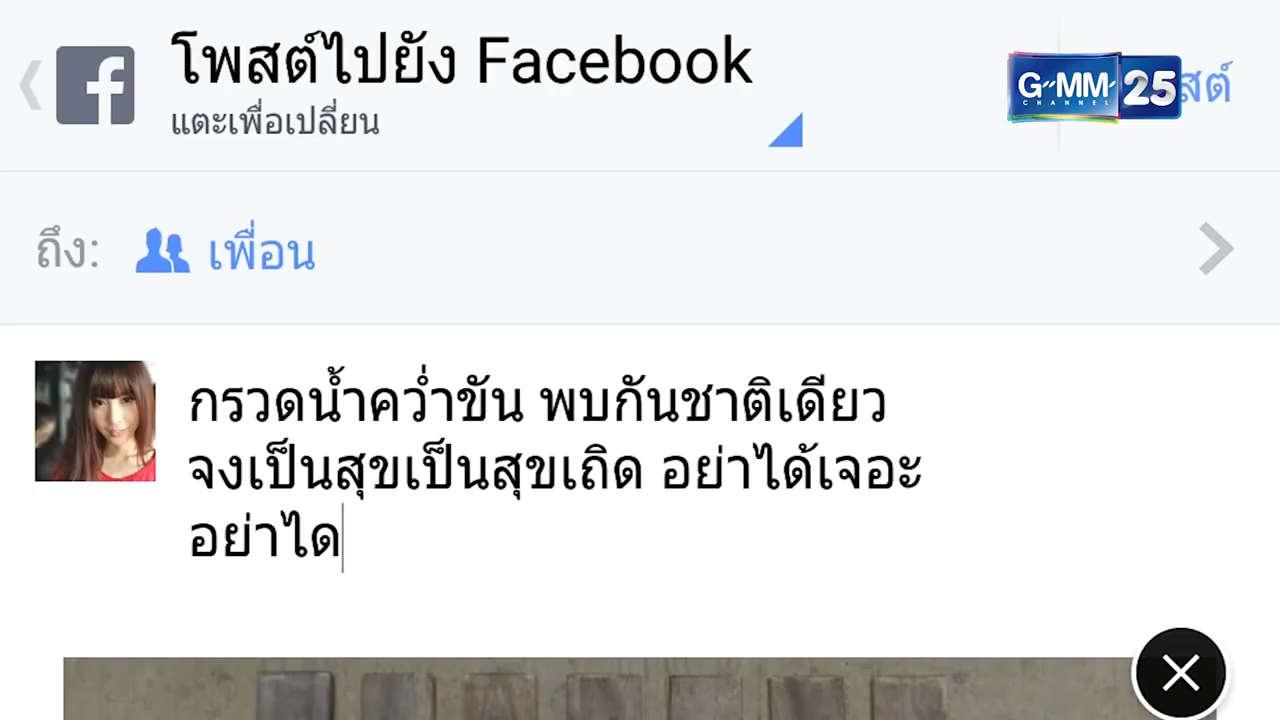 โพสต์ไปยัง Facebook
แตะเพื่อเปลี่ยน
GMM 25
CHANNEL
สต์
ถึง: เพื่อน
กรวดน้ำคว่ำขัน พบกันชาติเดียว
จงเป็นสุขเป็นสุขเถิด อย่าได้เจอะ
อย่าได